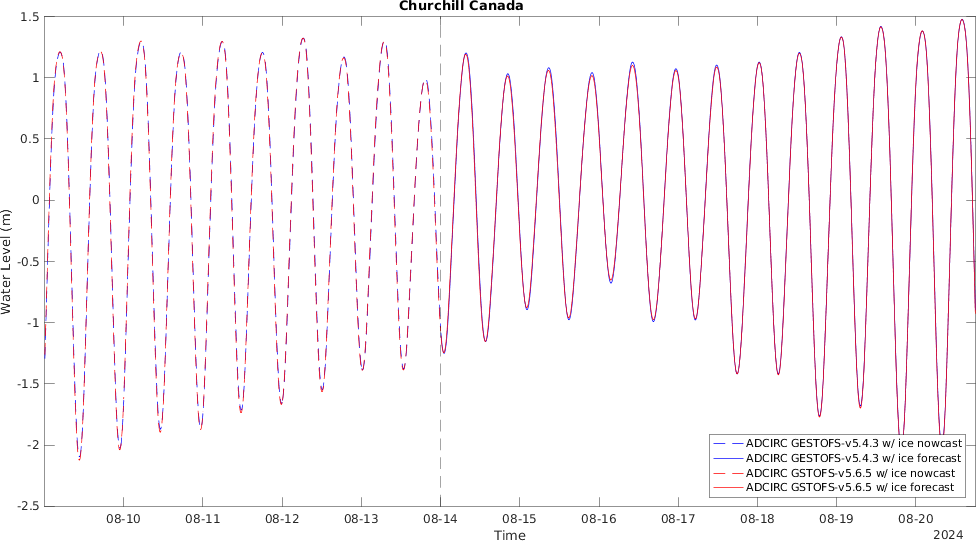 Churchill Canada
1.5
1
0.5
0
-0.5
-1
-1.5
-2
-2.5
Water Level (m)
ADCIRC GESTOFS-v5.4.3 w/ ice nowcast
ADCIRC GESTOFS-v5.4.3 w/ ice forecast
ADCIRC GSTOFS-v5.6.5 w/ ice nowcast
ADCIRC GSTOFS-v5.6.5 w/ ice forecast
08-10 08-11 08-12 08-13 08-14 08-15 08-16 08-17 08-18 08-19 08-20
Time
2024